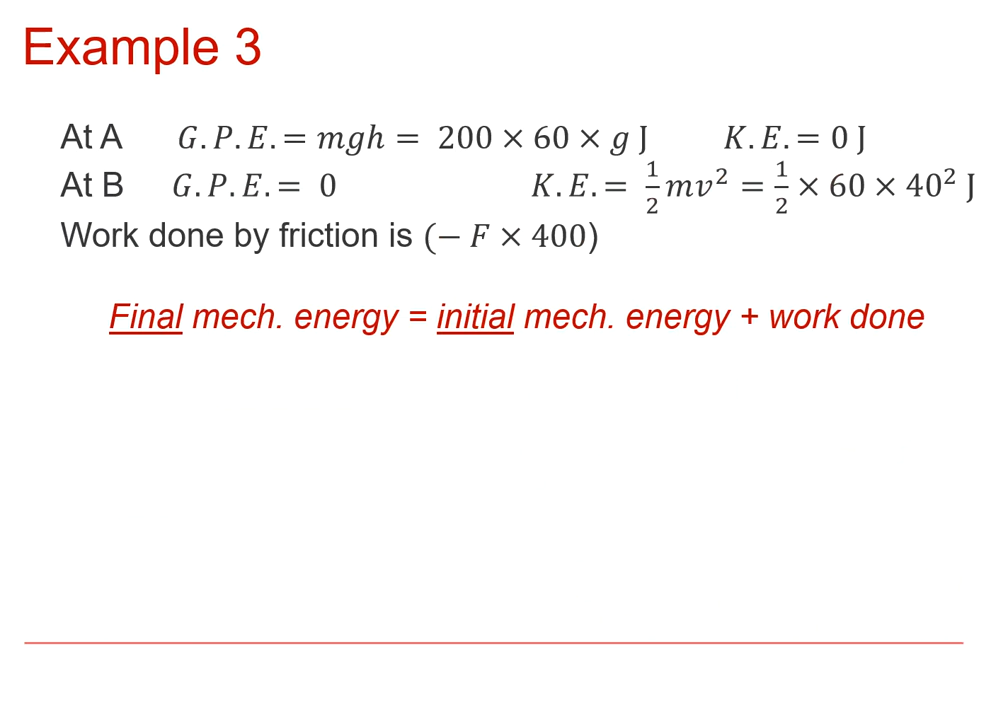 Example 3
At A G.P.E.= mgh = 200 × 60 × g J K.E.= 0 J
At B G.P.E.= 0 K.E.= 1/2 mv² = 1/2 × 60 × 40² J
Work done by friction is (− F × 400)
Final mech. energy = initial mech. energy + work done